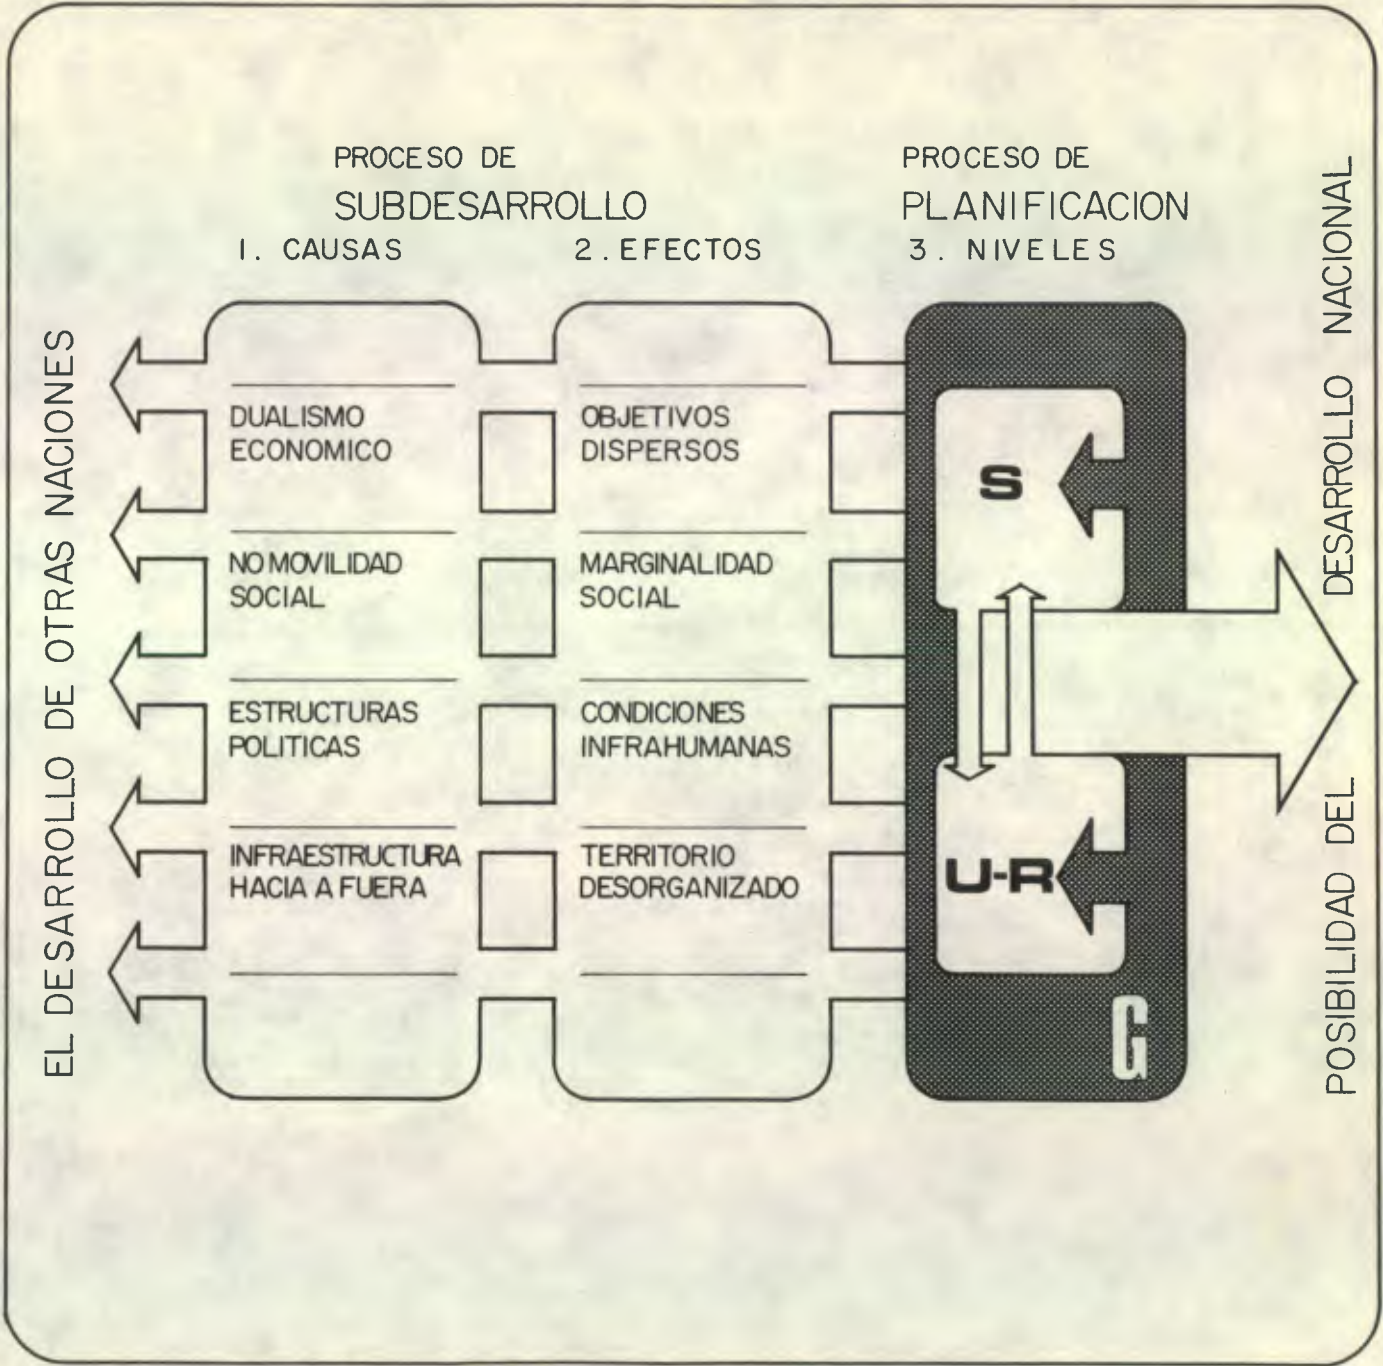 PROCESO DE
SUBDESARROLLO
1. CAUSAS
2. EFECTOS
PROCESO DE
PLANIFICACION
3. NIVELES
EL DESARROLLO DE OTRAS NACIONES
DUALISMO
ECONOMICO
NO MOVILIDAD
SOCIAL
ESTRUCTURAS
POLITICAS
INFRAESTRUCTURA
HACIA A FUERA
OBJETIVOS
DISPERSOS
MARGINALIDAD
SOCIAL
CONDICIONES
INFRAHUMANAS
TERRITORIO
DESORGANIZADO
S
U-R
G
POSIBILIDAD DEL DESARROLLO NACIONAL